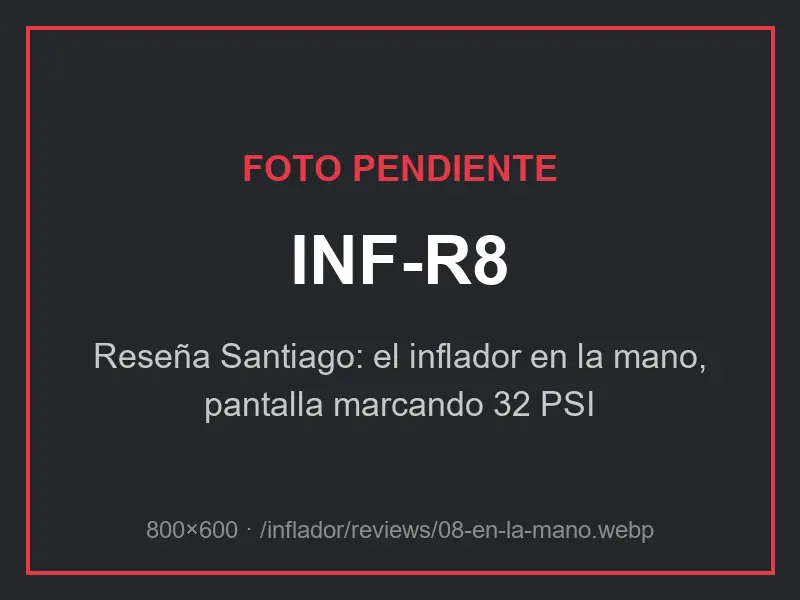 FOTO PENDIENTE
INF-R8
Reseña Santiago: el inflador en la mano,
pantalla marcando 32 PSI
800×600 · /inflador/reviews/08-en-la-mano.webp